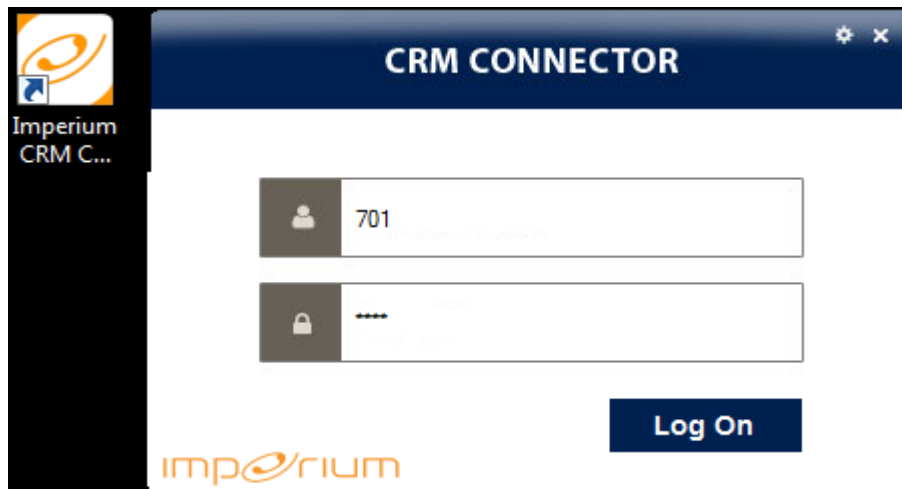 Imperium
CRM C...
CRM CONNECTOR
701
****
Log On
imperium